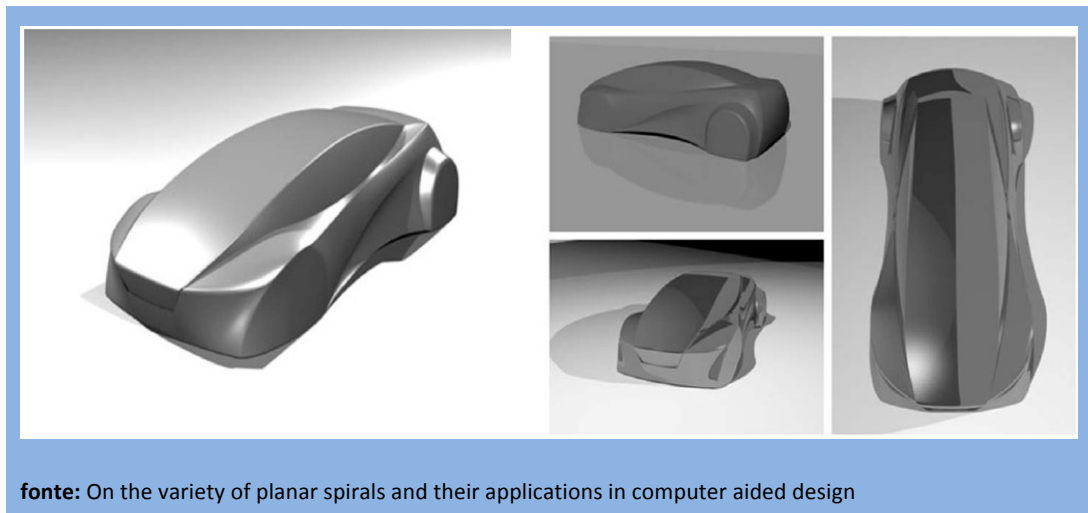 fonte: On the variety of planar spirals and their applications in computer aided design